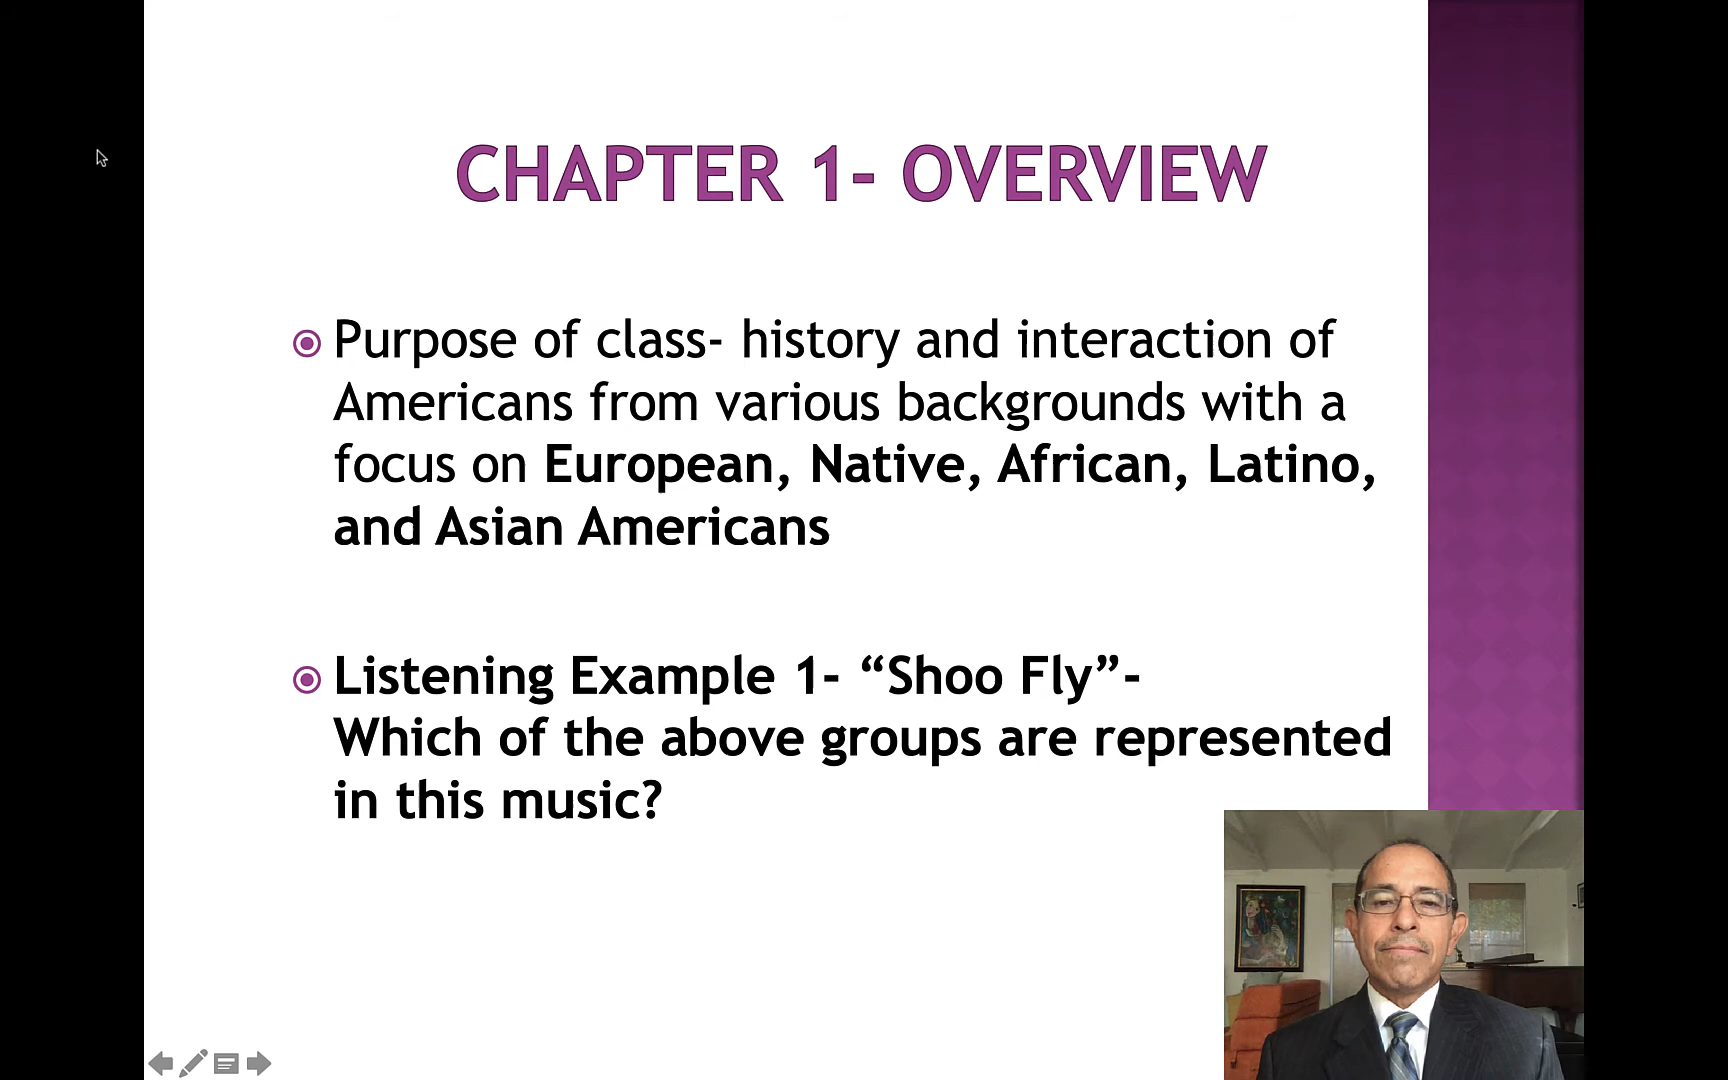 CHAPTER 1- OVERVIEW
Purpose of class- history and interaction of
Americans from various backgrounds with a
focus on European, Native, African, Latino,
and Asian Americans
Listening Example 1- “Shoo Fly”-
Which of the above groups are represented
in this music?